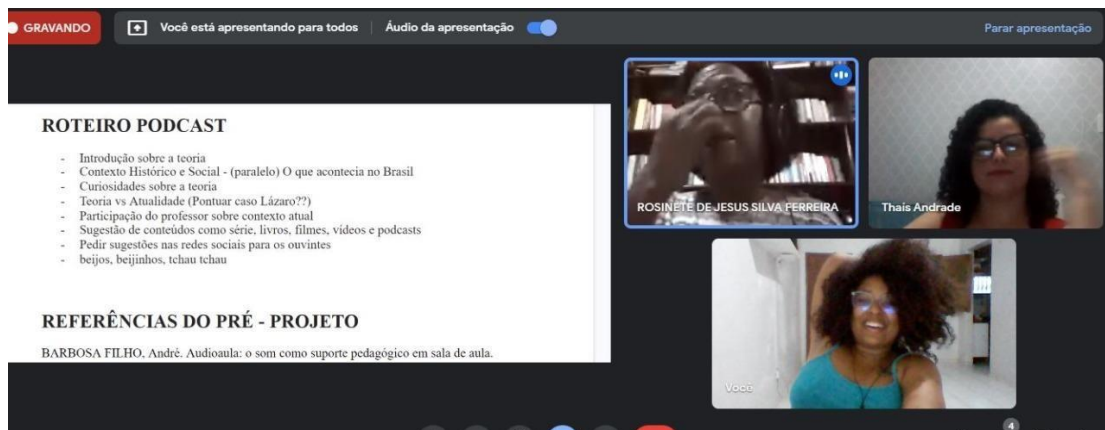 GRAVANDO
Você está apresentando para todos
Áudio da apresentação
Parar apresentação
ROTEIRO PODCAST
- Introdução sobre a teoria
- Contexto Histórico e Social - (paralelo) O que acontecia no Brasil
- Curiosidades sobre a teoria
- Teoria vs Atualidade (Pontuar caso Lázaro??)
- Participação do professor sobre contexto atual
- Sugestão de conteúdos como série, livros, filmes, vídeos e podcasts
- Pedir sugestões nas redes sociais para os ouvintes
- beijos, beijinhos, tchau tchau
REFERÊNCIAS DO PRÉ - PROJETO
BARBOSA FILHO, André. Audioaula: o som como suporte pedagógico em sala de aula.
ROSINETE DE JESUS SILVA FERREIRA
Thaís Andrade
Você
4